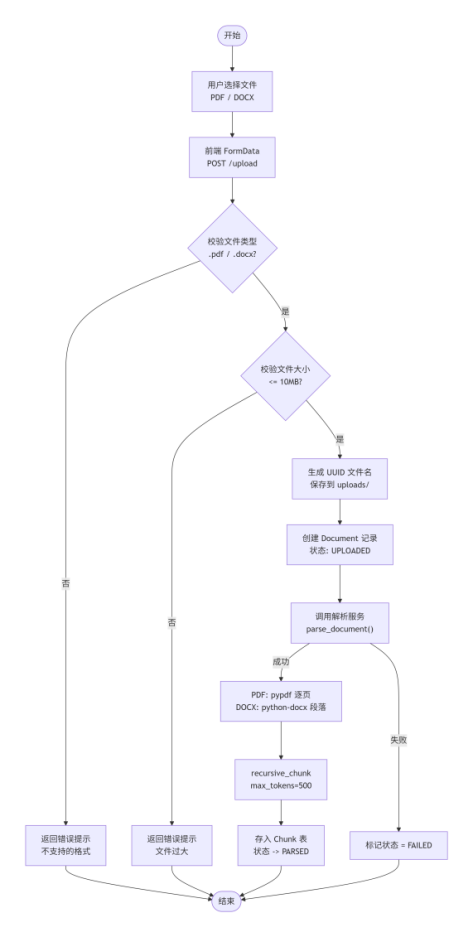 开始
用户选择文件
PDF / DOCX
前端 FormData
POST /upload
校验文件类型
.pdf / .docx?
是
校验文件大小
<= 10MB?
是
生成 UUID 文件名
保存到 uploads/
创建 Document 记录
状态: UPLOADED
否
否
调用解析服务
parse_document()
成功
PDF: pypdf 逐页
DOCX: python-docx 段落
失败
recursive_chunk
max_tokens=500
返回错误提示
不支持的格式
返回错误提示
文件过大
存入 Chunk 表
状态 -> PARSED
标记状态 = FAILED
结束